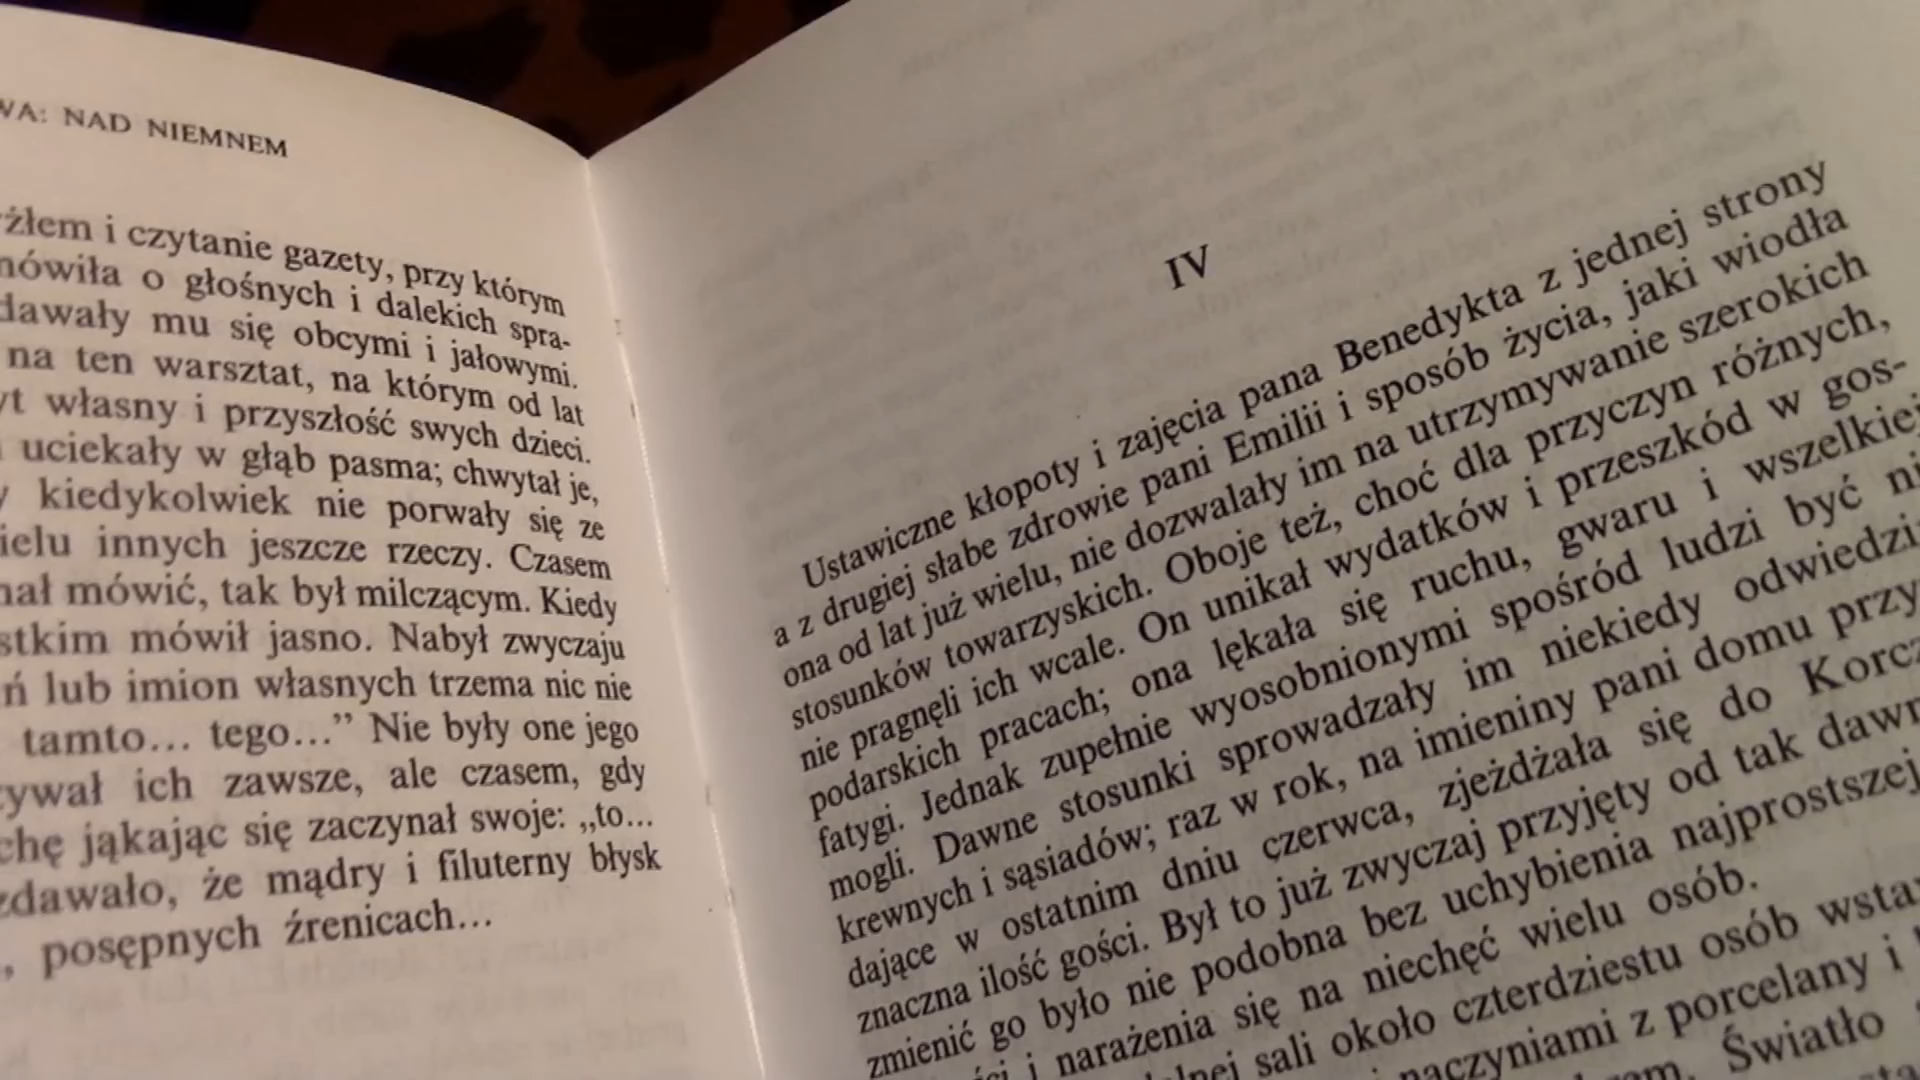 WA: NAD NIEMNEM
źłem i czytanie gazety, przy którym
mówiła o głośnych i dalekich spra-
dawały mu się obcymi i jałowymi.
na ten warsztat, na którym od lat
yt własny i przyszłość swych dzieci.
uciekały w głąb pasma; chwytał je,
y kiedykolwiek nie porwały się ze
ielu innych jeszcze rzeczy. Czasem
nał mówić, tak był milczącym. Kiedy
stkim mówił jasno. Nabył zwyczaju
ń lub imion własnych trzema nic nie
tamto... tego..." Nie były one jego
żywał ich zawsze, ale czasem, gdy
chę jąkając się zaczynał swoje: „to...
zdawało, że mądry i filuterny błysk
, posępnych źrenicach...
IV
Ustawiczne kłopoty i zajęcia pana Benedykta z jednej strony
a z drugiej słabe zdrowie pani Emilii i sposób życia, jaki wiodła
ona od lat już wielu, nie dozwalały im na utrzymywanie szerokich
stosunków towarzyskich. Oboje też, choć dla przyczyn różnych,
nie pragnęli ich wcale. On unikał wydatków i przeszkód w gos-
podarskich pracach; ona lękała się ruchu, gwaru i wszelkiej
fatygi. Jednak zupełnie wyosobnionymi spośród ludzi być ni
mogli. Dawne stosunki sprowadzały im niekiedy odwiedzi
krewnych i sąsiadów; raz w rok, na imieniny pani domu przy
dające w ostatnim dniu czerwca, zjeżdżała się do Korcz
znaczna ilość gości. Był to już zwyczaj przyjęty od tak dawn
zmienić go było nie podobna bez uchybienia najprostszej
ści i narażenia się na niechęć wielu osób.
lnej sali około czterdziestu osób wsta
i naczyniami z porcelany i
Światło